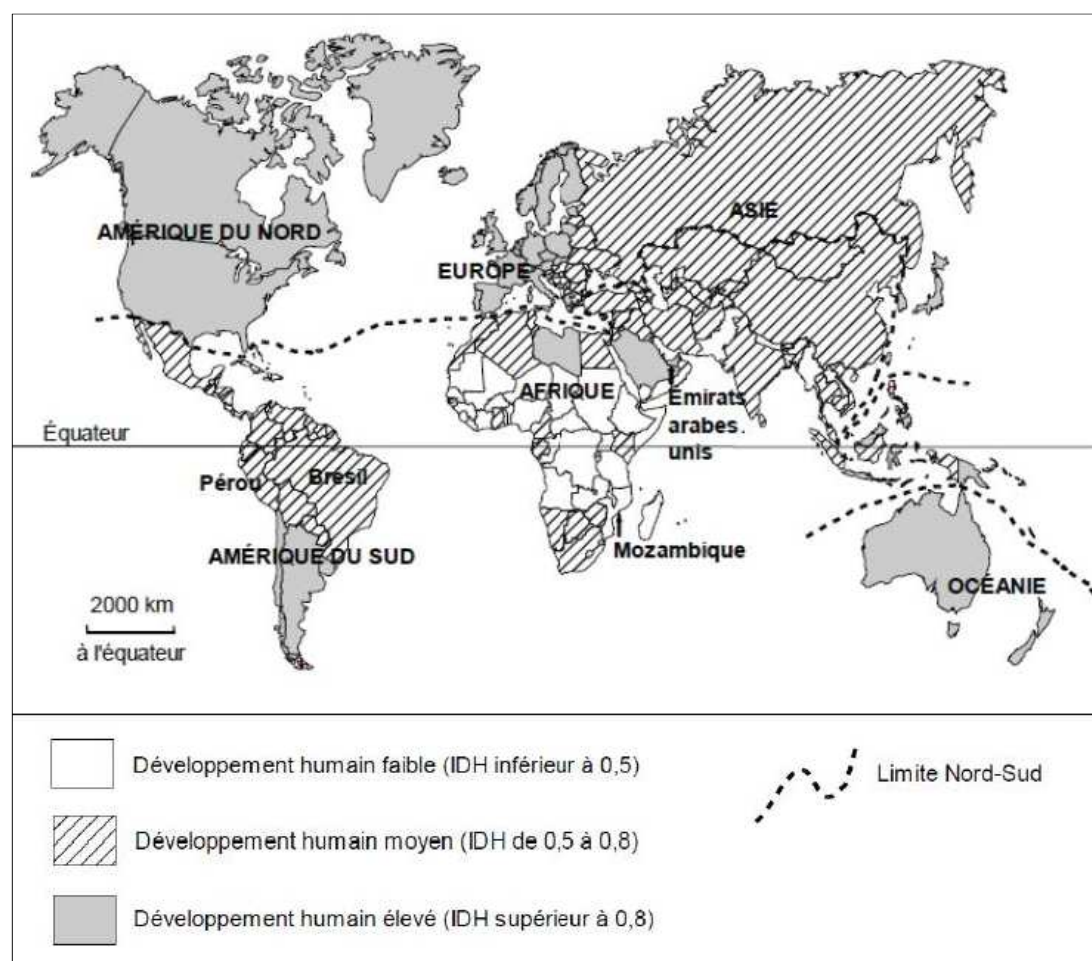 AMÉRIQUE DU NORD
EUROPE
ASIE
AFRIQUE
Emirats
arabes
unis
Équateur
Pérou
Bresil
AMÉRIQUE DU SUD
Mozambique
OCÉANIE
2000 km
à l'équateur
Développement humain faible (IDH inférieur à 0,5)
Limite Nord-Sud
Développement humain moyen (IDH de 0,5 à 0,8)
Développement humain élevé (IDH supérieur à 0,8)